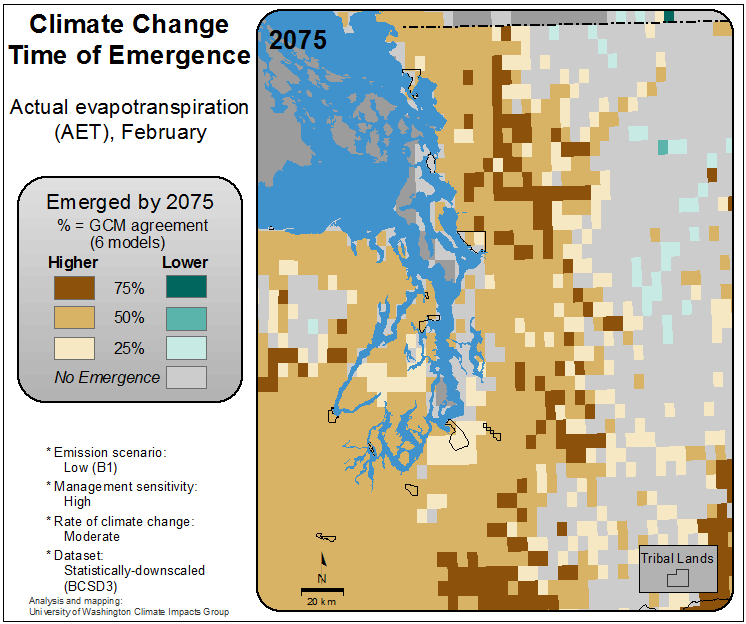 Climate Change
Time of Emergence
Actual evapotranspiration
(AET), February
Emerged by 2075
% = GCM agreement
(6 models)
Higher Lower
75%
50%
25%
No Emergence
* Emission scenario:
Low (B1)
* Management sensitivity:
High
* Rate of climate change:
Moderate
* Dataset:
Statistically-downscaled
(BCSD3)
Analysis and mapping:
University of Washington Climate Impacts Group
2075
N
20 km
Tribal Lands